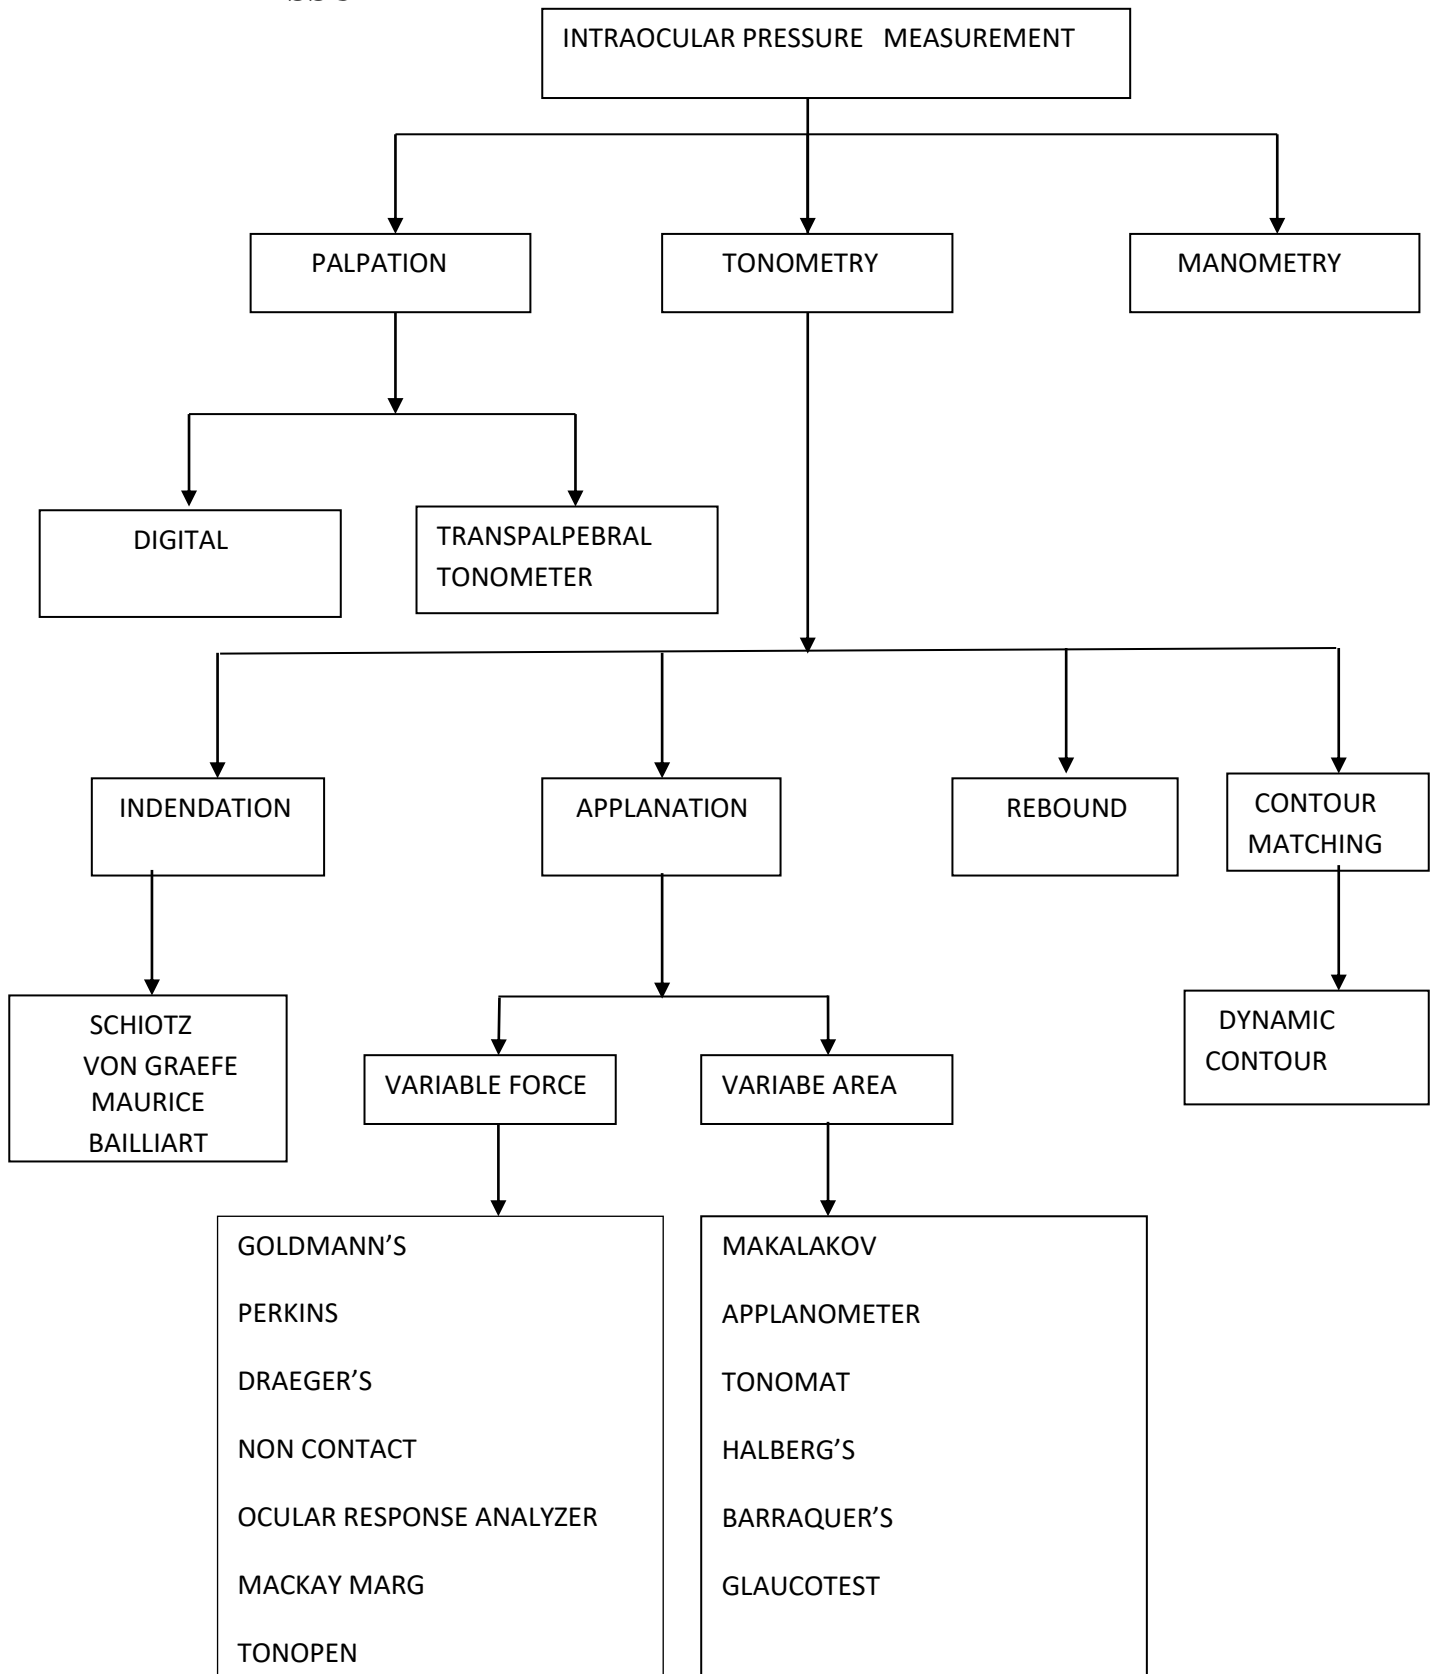 INTRAOCULAR PRESSURE MEASUREMENT
PALPATION
TONOMETRY
MANOMETRY
DIGITAL
TRANSPALPEBRAL
TONOMETER
INDENDATION
APPLANATION
REBOUND
CONTOUR
MATCHING
SCHIOTZ
VON GRAEFE
MAURICE
BAILLIART
DYNAMIC
CONTOUR
VARIABLE FORCE
VARIABE AREA
GOLDMANN’S
PERKINS
DRAEGER’S
NON CONTACT
OCULAR RESPONSE ANALYZER
MACKAY MARG
TONOPEN
MAKALAKOV
APPLANOMETER
TONOMAT
HALBERG’S
BARRAQUER’S
GLAUCOTEST